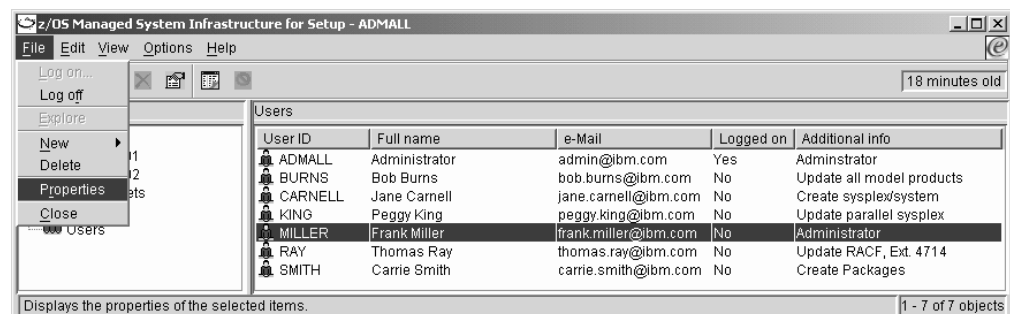 z/OS Managed System Infrastructure for Setup - ADMALL
File Edit View Options Help
Log on...
Log off
Explore
New
Delete
Properties
Close
18 minutes old
Users
Users
User ID Full name e-Mail Logged on Additional info
ADMALL Administrator admin@ibm.com Yes Adminstrator
BURNS Bob Burns bob.burns@ibm.com No Update all model products
CARNELL Jane Carnell jane.carnell@ibm.com No Create sysplex/system
KING Peggy King peggy.king@ibm.com No Update parallel sysplex
MILLER Frank Miller frank.miller@ibm.com No Administrator
RAY Thomas Ray thomas.ray@ibm.com No Update RACF, Ext. 4714
SMITH Carrie Smith carrie.smith@ibm.com No Create Packages
Displays the properties of the selected items.
1 - 7 of 7 objects